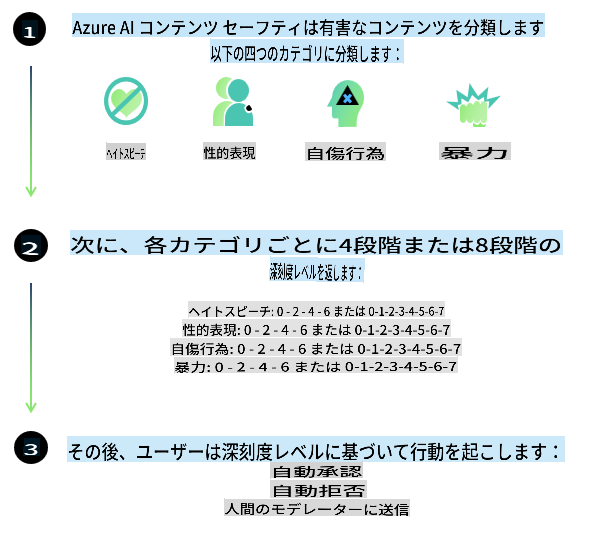 1
Azure AI コンテンツ セーフティは有害なコンテンツを分類します
以下の四つのカテゴリに分類します：
ヘイトスピーチ 性的表現 自傷行為 暴力
2
次に、各カテゴリごとに4段階または8段階の
深刻度レベルを返します：
ヘイトスピーチ: 0 - 2 - 4 - 6 または 0-1-2-3-4-5-6-7
性的表現: 0 - 2 - 4 - 6 または 0-1-2-3-4-5-6-7
自傷行為: 0 - 2 - 4 - 6 または 0-1-2-3-4-5-6-7
暴力: 0 - 2 - 4 - 6 または 0-1-2-3-4-5-6-7
3
その後、ユーザーは深刻度レベルに基づいて行動を起こします：
自動承認
自動拒否
人間のモデレーターに送信